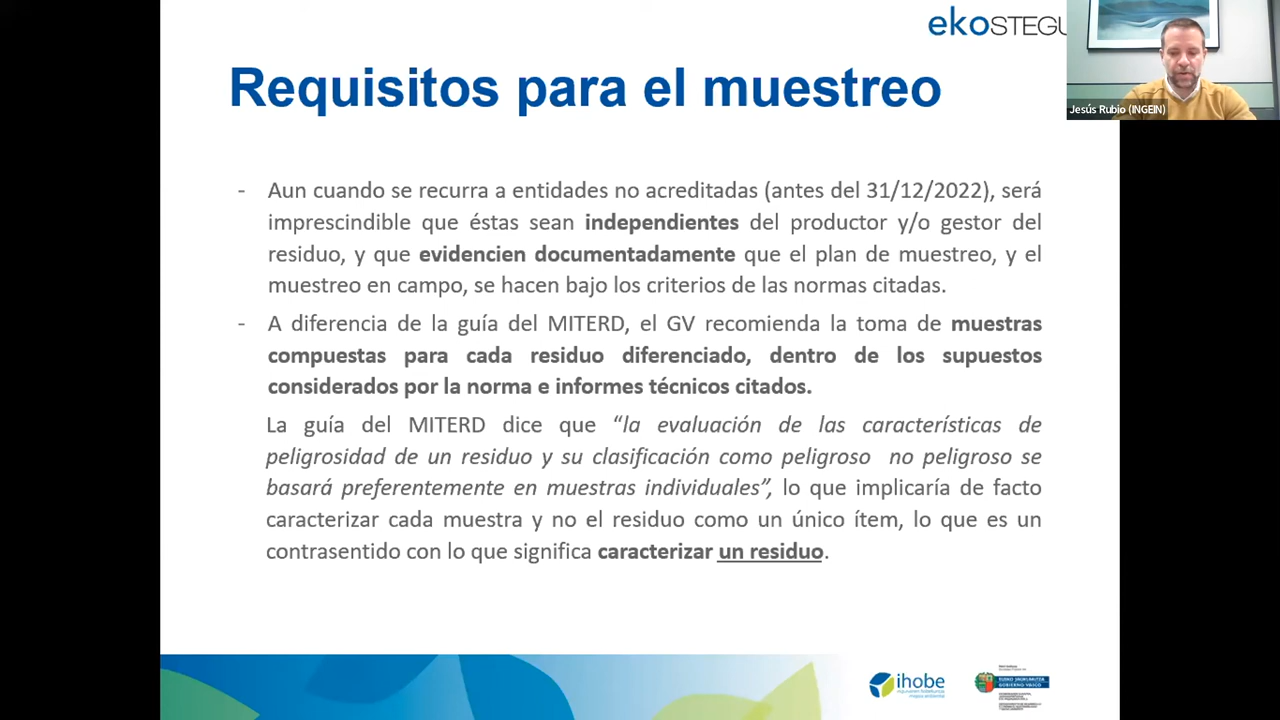 ekoSTEGU
Requisitos para el muestreo
Jesús Rubio (INGEIN)
- Aun cuando se recurra a entidades no acreditadas (antes del 31/12/2022), será
imprescindible que éstas sean independientes del productor y/o gestor del
residuo, y que evidencien documentadamente que el plan de muestreo, y el
muestreo en campo, se hacen bajo los criterios de las normas citadas.
- A diferencia de la guía del MITERD, el GV recomienda la toma de muestras
compuestas para cada residuo diferenciado, dentro de los supuestos
considerados por la norma e informes técnicos citados.
La guía del MITERD dice que “la evaluación de las características de
peligrosidad de un residuo y su clasificación como peligroso no peligroso se
basará preferentemente en muestras individuales”, lo que implicaría de facto
caracterizar cada muestra y no el residuo como un único ítem, lo que es un
contrasentido con lo que significa caracterizar un residuo.
ihobe
EUSKO JAURLARITZA
GOBIERNO VASCO